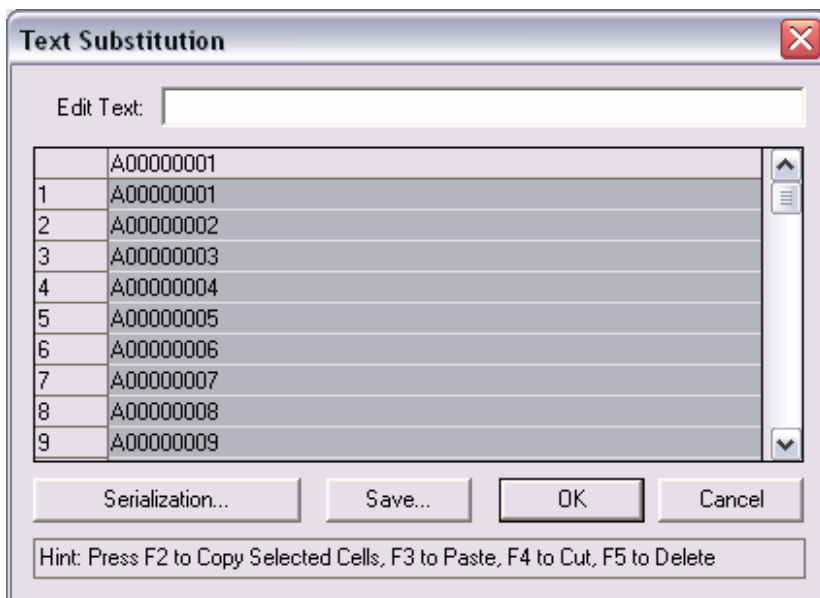 Text Substitution
Edit Text:
A00000001
1 A00000001
2 A00000002
3 A00000003
4 A00000004
5 A00000005
6 A00000006
7 A00000007
8 A00000008
9 A00000009
Serialization... Save... OK Cancel
Hint: Press F2 to Copy Selected Cells, F3 to Paste, F4 to Cut, F5 to Delete